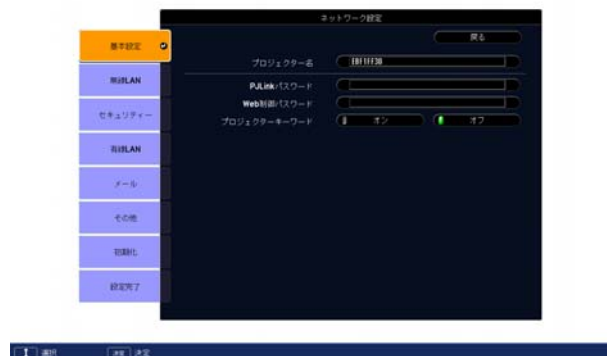 ネットワーク設定
戻る
基本設定
プロジェクター名 EBF1FF38
無線LAN
PJLinkパスワード
Web制御パスワード
セキュリティー
プロジェクターキーワード オン オフ
有線LAN
メール
その他
初期化
設定完了
選択 決定 決定